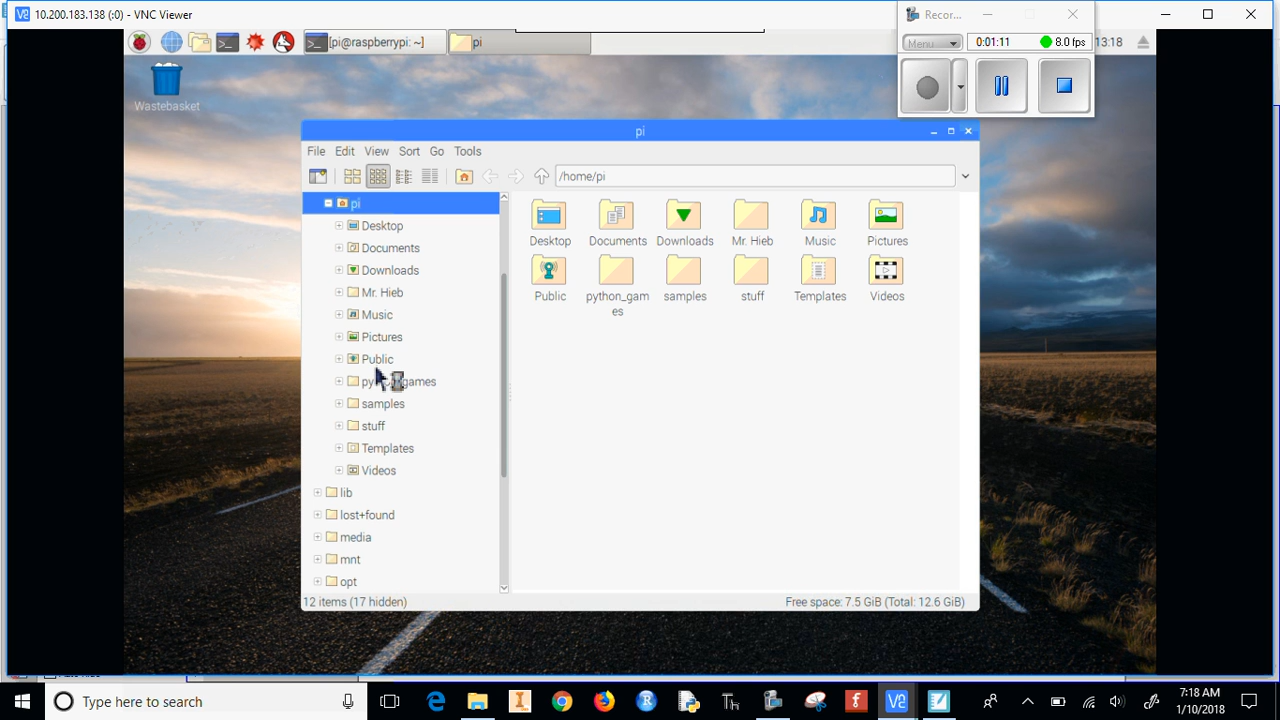 10.200.183.138 (:0) - VNC Viewer
Recor...
Menu
0:01:11
8.0 fps
[pi@raspberrypi: ~]
pi
13:18
Wastebasket
pi
File Edit View Sort Go Tools
/home/pi
pi
Desktop
Documents
Downloads
Mr. Hieb
Music
Pictures
Public
games
samples
stuff
Templates
Videos
lib
lost+found
media
mnt
opt
Desktop Documents Downloads Mr. Hieb Music Pictures
Public python_gam samples stuff Templates Videos
es
12 items (17 hidden)
Free space: 7.5 GiB (Total: 12.6 GiB)
Type here to search
7:18 AM
1/10/2018